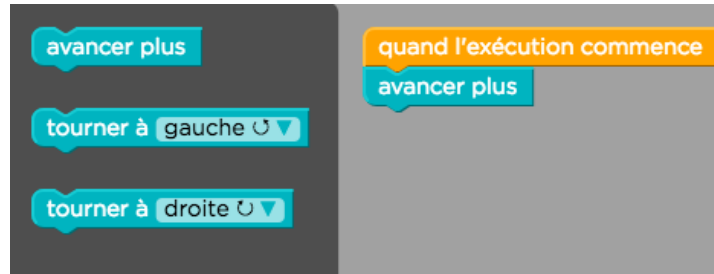 avancer plus
tourner à gauche ↺ ▼
tourner à droite ↻ ▼
quand l'exécution commence
avancer plus